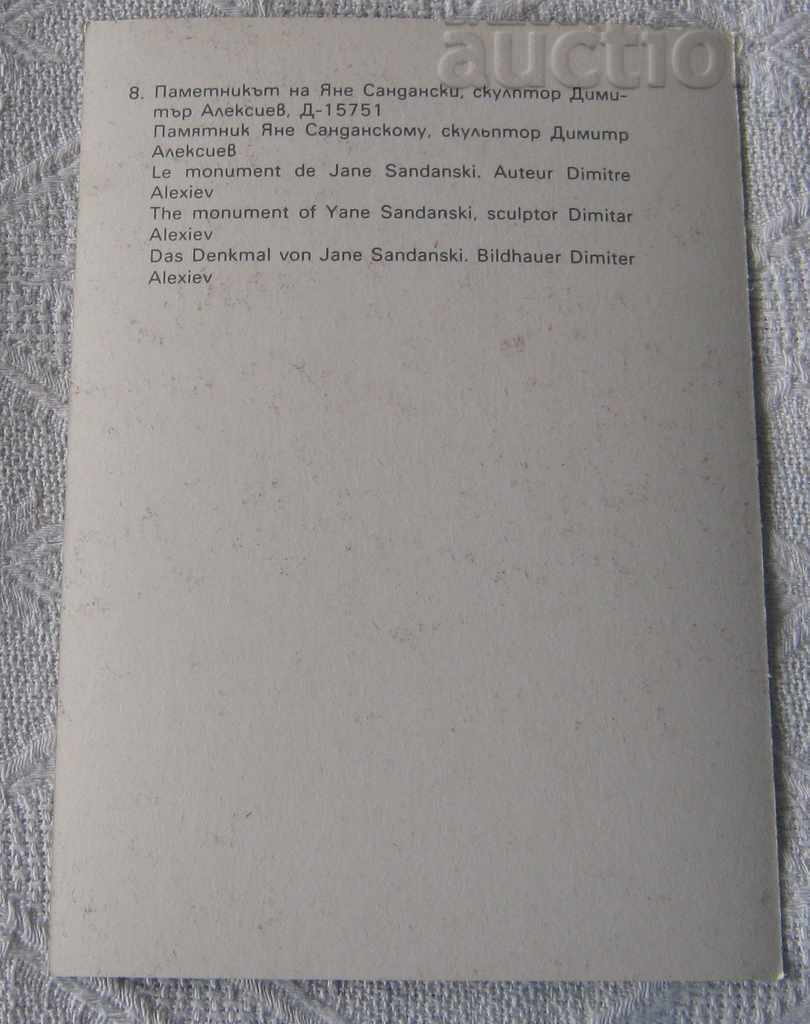 auction
8. Паметникът на Яне Сандански, скулптор Дими-
тър Алексиев, Д-15751
Памятник Яне Санданскому, скульптор Димитр
Алексиев
Le monument de Jane Sandanski. Auteur Dimitre
Alexiev
The monument of Yane Sandanski, sculptor Dimitar
Alexiev
Das Denkmal von Jane Sandanski. Bildhauer Dimiter
Alexiev